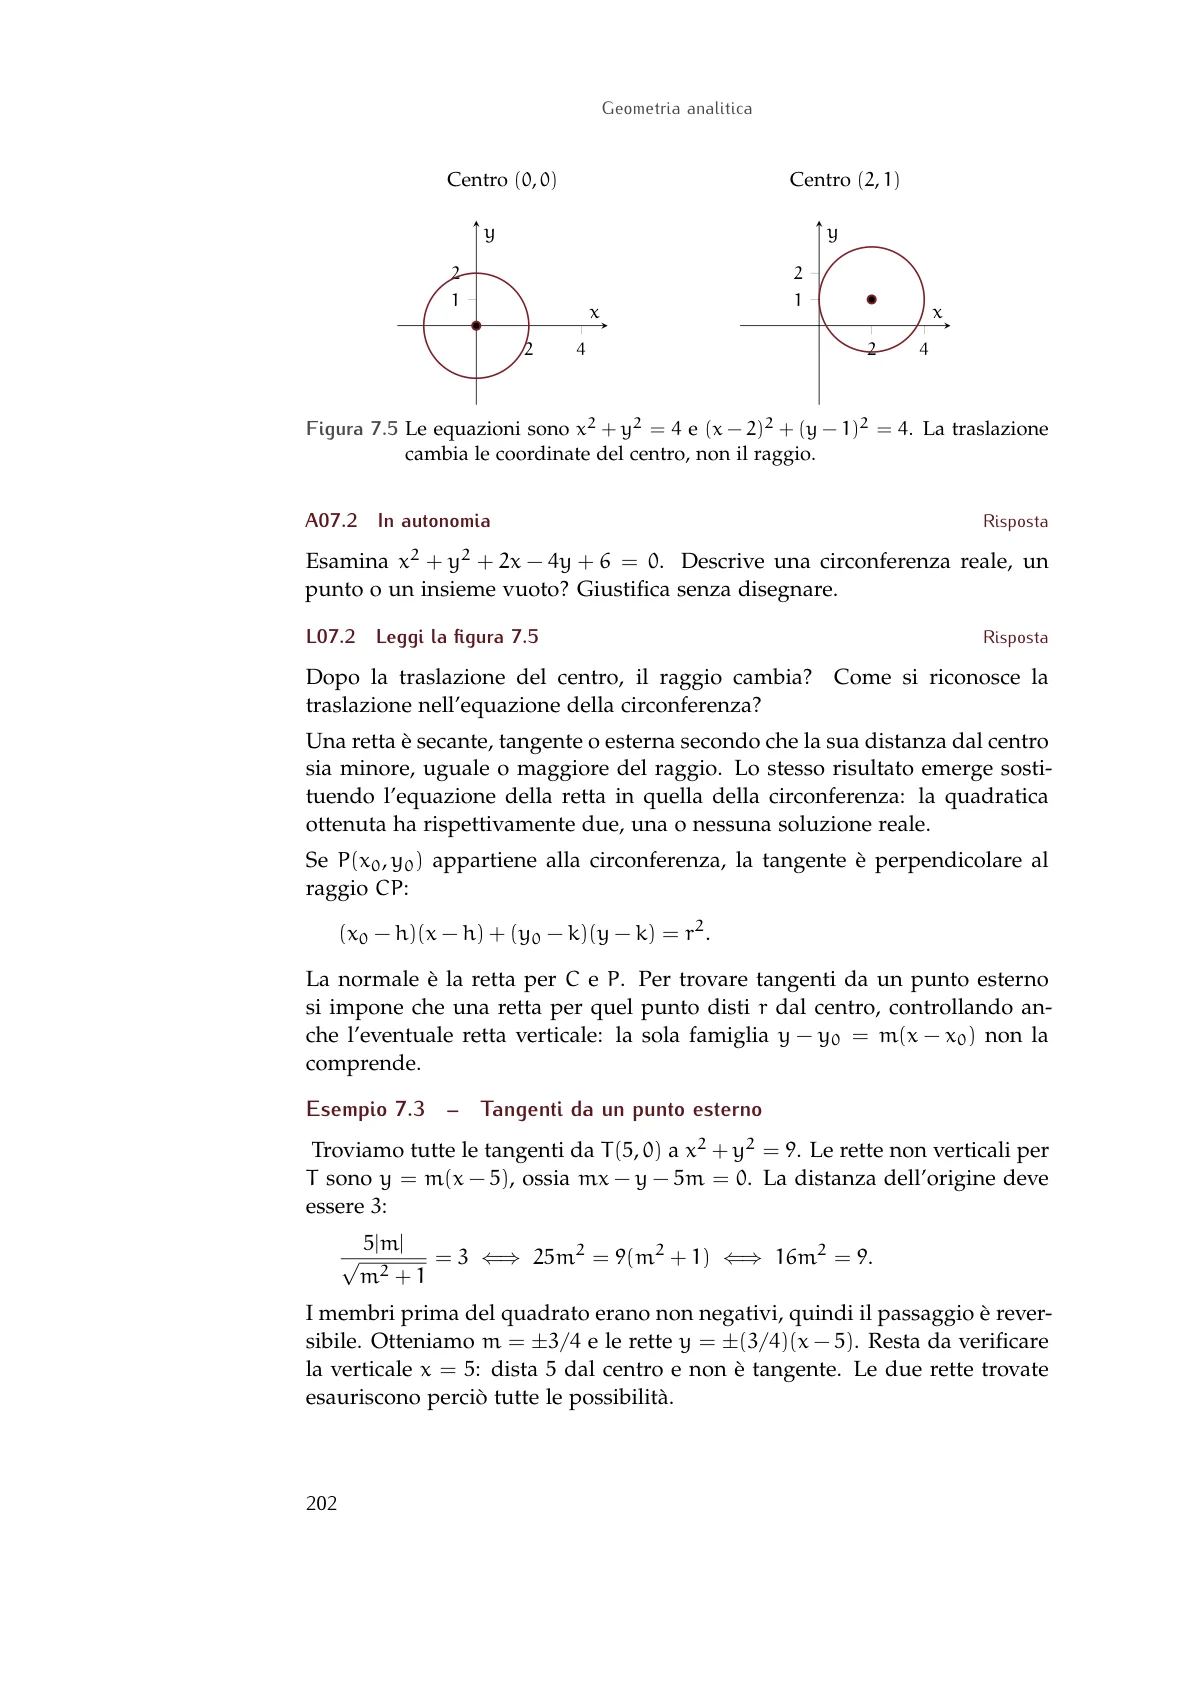 Geometria analitica
Centro (0, 0)
Centro (2, 1)
y
2
1
x
2
4
y
2
1
x
2
4
Figura 7.5 Le equazioni sono x² + y² = 4 e (x − 2)² + (y − 1)² = 4. La traslazione
cambia le coordinate del centro, non il raggio.
A07.2 In autonomia Risposta
Esamina x² + y² + 2x − 4y + 6 = 0. Descrive una circonferenza reale, un
punto o un insieme vuoto? Giustifica senza disegnare.
L07.2 Leggi la figura 7.5 Risposta
Dopo la traslazione del centro, il raggio cambia? Come si riconosce la
traslazione nell'equazione della circonferenza?
Una retta è secante, tangente o esterna secondo che la sua distanza dal centro
sia minore, uguale o maggiore del raggio. Lo stesso risultato emerge sosti-
tuendo l'equazione della retta in quella della circonferenza: la quadratica
ottenuta ha rispettivamente due, una o nessuna soluzione reale.
Se P(x₀, y₀) appartiene alla circonferenza, la tangente è perpendicolare al
raggio CP:
(x₀ − h)(x − h) + (y₀ − k)(y − k) = r².
La normale è la retta per C e P. Per trovare tangenti da un punto esterno
si impone che una retta per quel punto disti r dal centro, controllando an-
che l'eventuale retta verticale: la sola famiglia y − y₀ = m(x − x₀) non la
comprende.
Esempio 7.3 – Tangenti da un punto esterno
Troviamo tutte le tangenti da T(5, 0) a x² + y² = 9. Le rette non verticali per
T sono y = m(x − 5), ossia mx − y − 5m = 0. La distanza dell'origine deve
essere 3:
5|m| / √(m² + 1) = 3 ⟺ 25m² = 9(m² + 1) ⟺ 16m² = 9.
I membri prima del quadrato erano non negativi, quindi il passaggio è rever-
sibile. Otteniamo m = ±3/4 e le rette y = ±(3/4)(x − 5). Resta da verificare
la verticale x = 5: dista 5 dal centro e non è tangente. Le due rette trovate
esauriscono perciò tutte le possibilità.
202